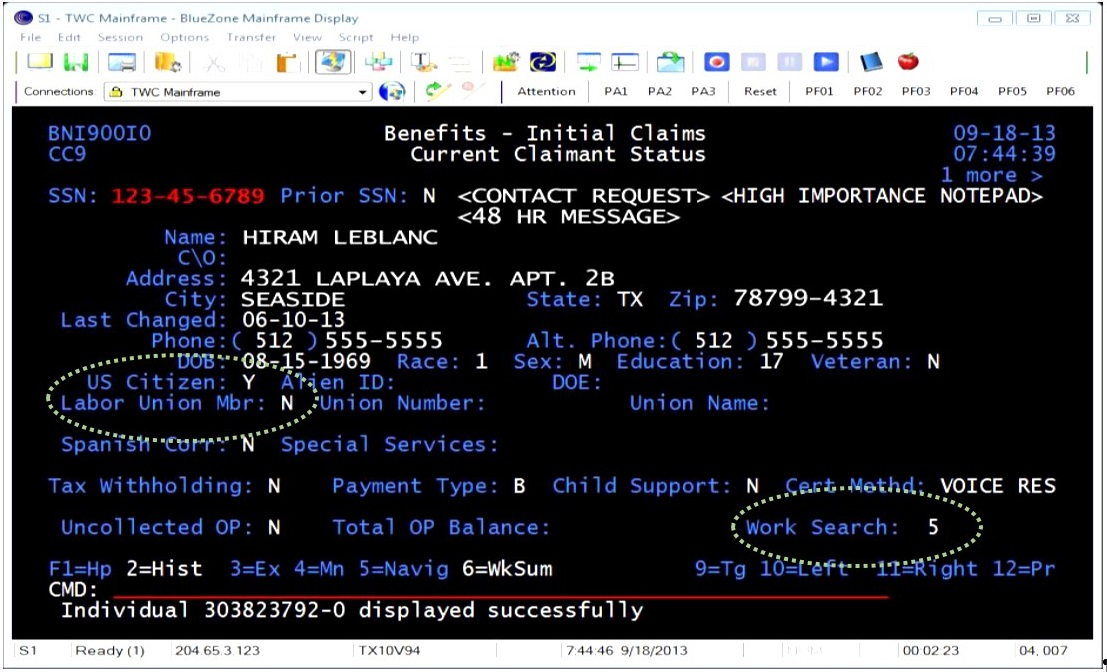 S1 - TWC Mainframe - BlueZone Mainframe Display
File Edit Session Options Transfer View Script Help
Connections: TWC Mainframe Attention PA1 PA2 PA3 Reset PF01 PF02 PF03 PF04 PF05 PF06
BNI900I0 Benefits - Initial Claims 09-18-13
CC9 Current Claimant Status 07:44:39
1 more >
SSN: 123-45-6789 Prior SSN: N <CONTACT REQUEST> <HIGH IMPORTANCE NOTEPAD>
<48 HR MESSAGE>
Name: HIRAM LEBLANC
C\O:
Address: 4321 LAPLAYA AVE. APT. 2B
City: SEASIDE State: TX Zip: 78799-4321
Last Changed: 06-10-13
Phone:( 512 ) 555-5555 Alt. Phone:( 512 ) 555-5555
DOB: 08-15-1969 Race: 1 Sex: M Education: 17 Veteran: N
US Citizen: Y Alien ID: DOE:
Labor Union Mbr: N Union Number: Union Name:
Spanish Corr: N Special Services:
Tax Withholding: N Payment Type: B Child Support: N Cert Methd: VOICE RES
Uncollected OP: N Total OP Balance: Work Search: 5
F1=Hp 2=Hist 3=Ex 4=Mn 5=Navig 6=WkSum 9=Tg 10=Left 11=Right 12=Pr
CMD:
Individual 303823792-0 displayed successfully
S1 Ready (1) 204.65.3.123 TX10V94 7:44:46 9/18/2013 00:02:23 04, 007